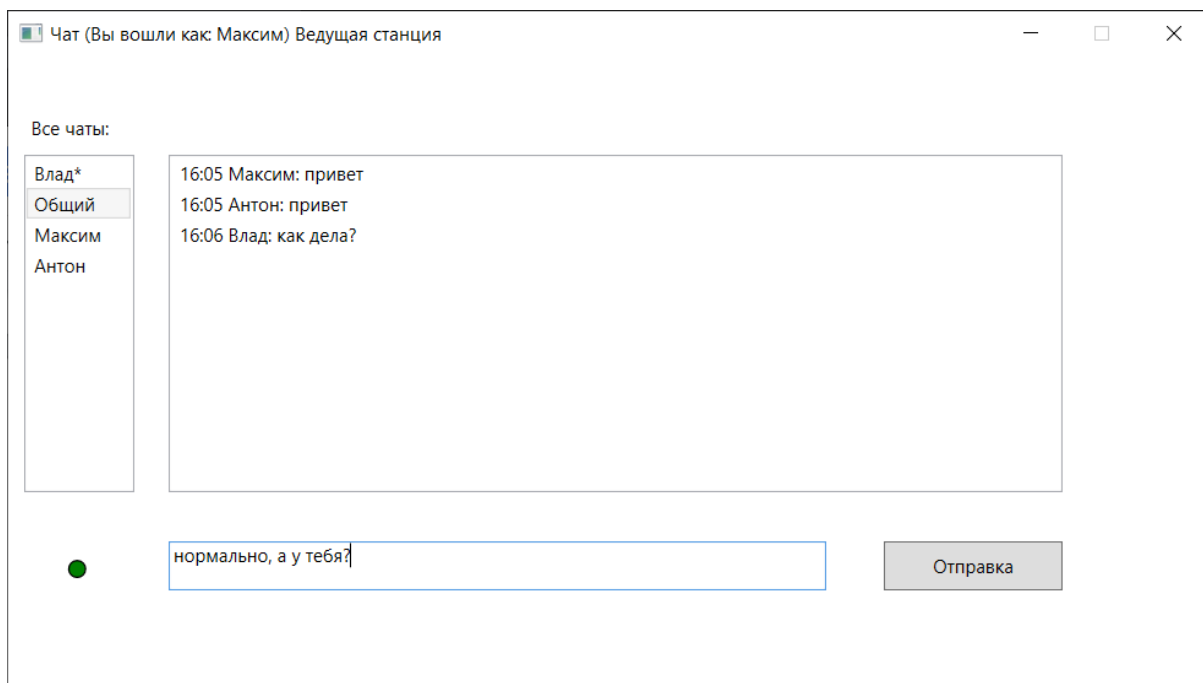 Чат (Вы вошли как: Максим) Ведущая станция
Все чаты:
Влад*
Общий
Максим
Антон
16:05 Максим: привет
16:05 Антон: привет
16:06 Влад: как дела?
нормально, а у тебя?
Отправка